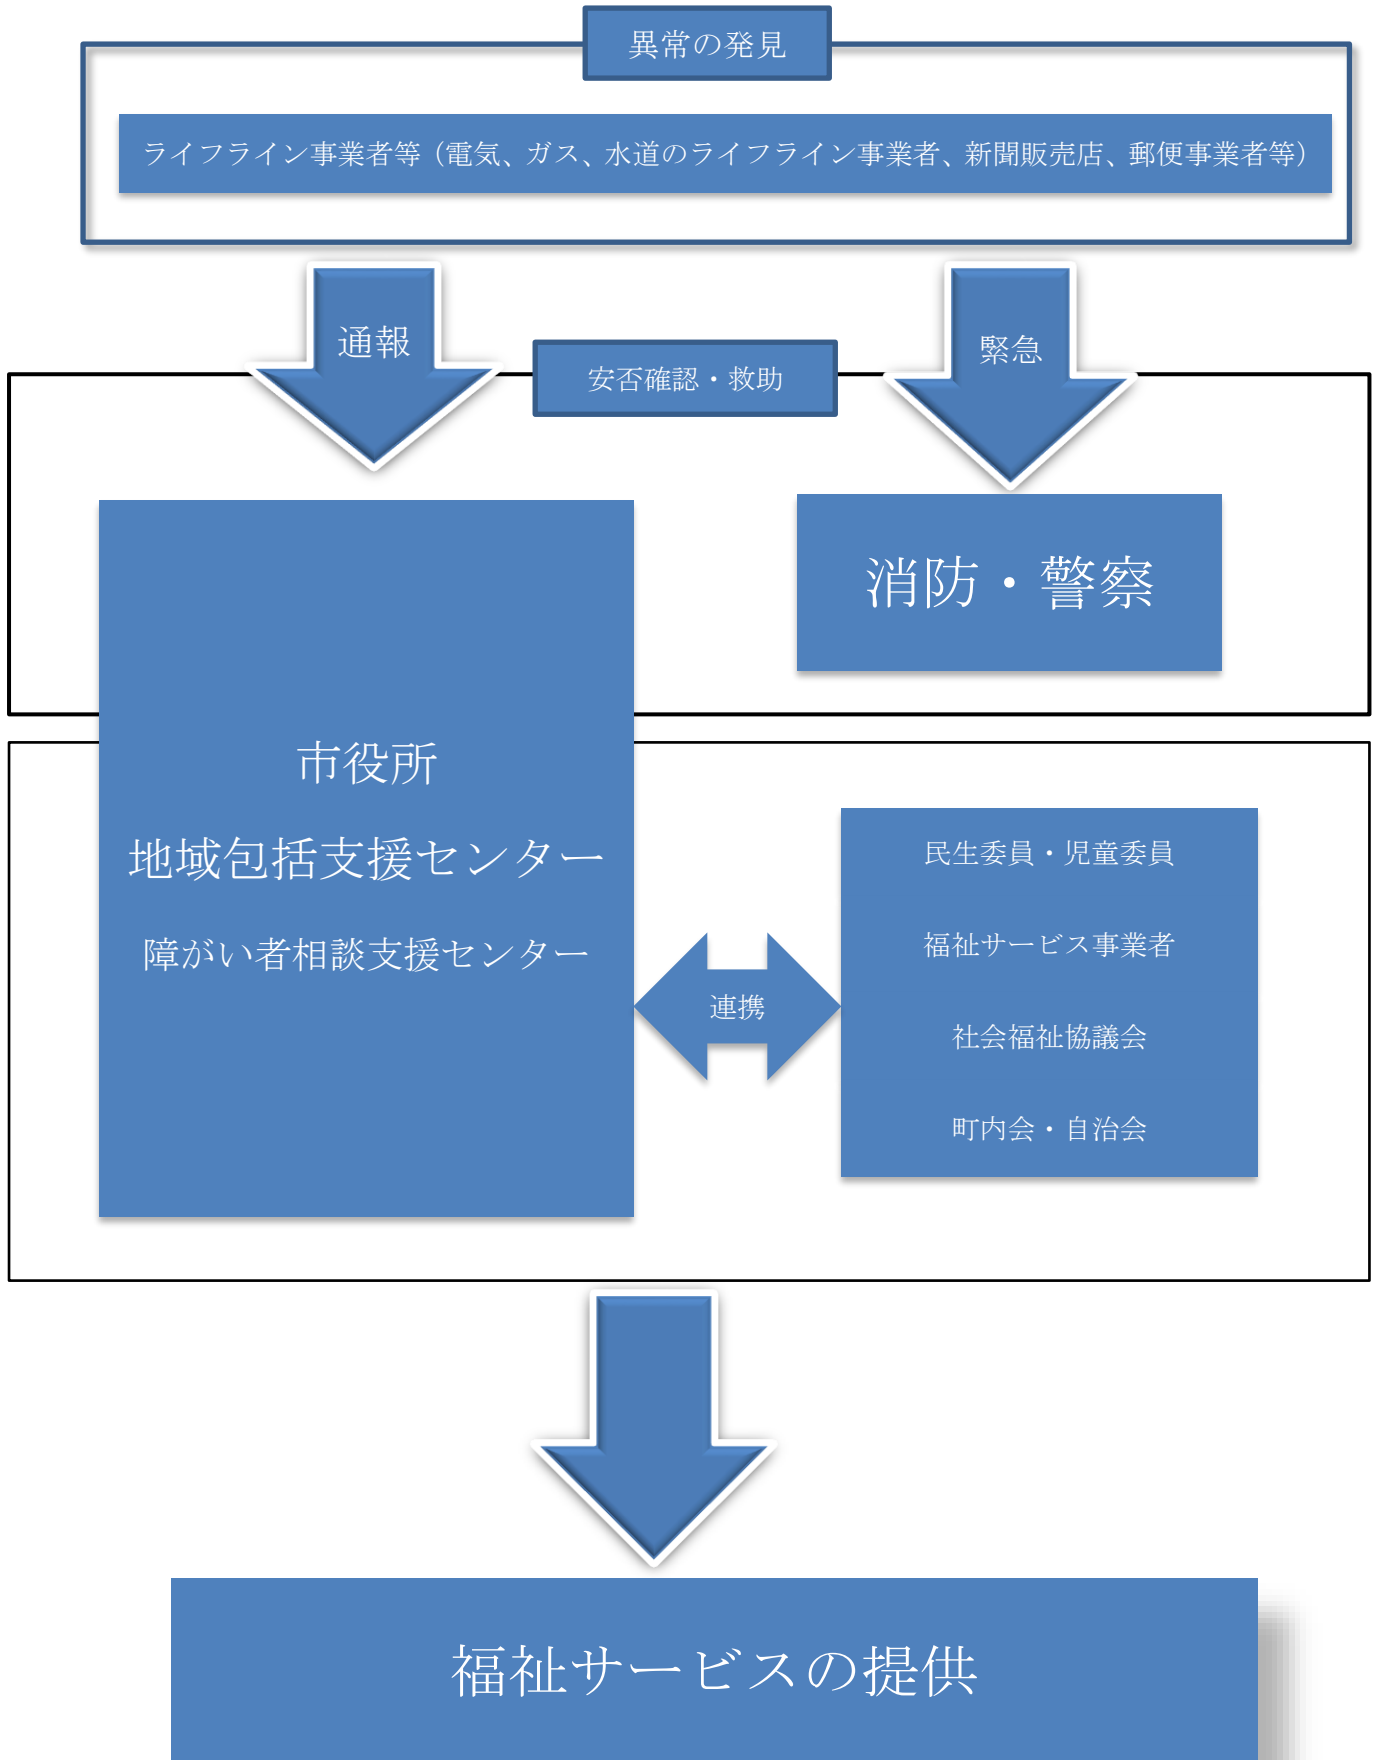 異常の発見
ライフライン事業者等（電気、ガス、水道のライフライン事業者、新聞販売店、郵便事業者等）
通報
緊急
安否確認・救助
消防・警察
市役所
地域包括支援センター
障がい者相談支援センター
連携
民生委員・児童委員
福祉サービス事業者
社会福祉協議会
町内会・自治会
福祉サービスの提供